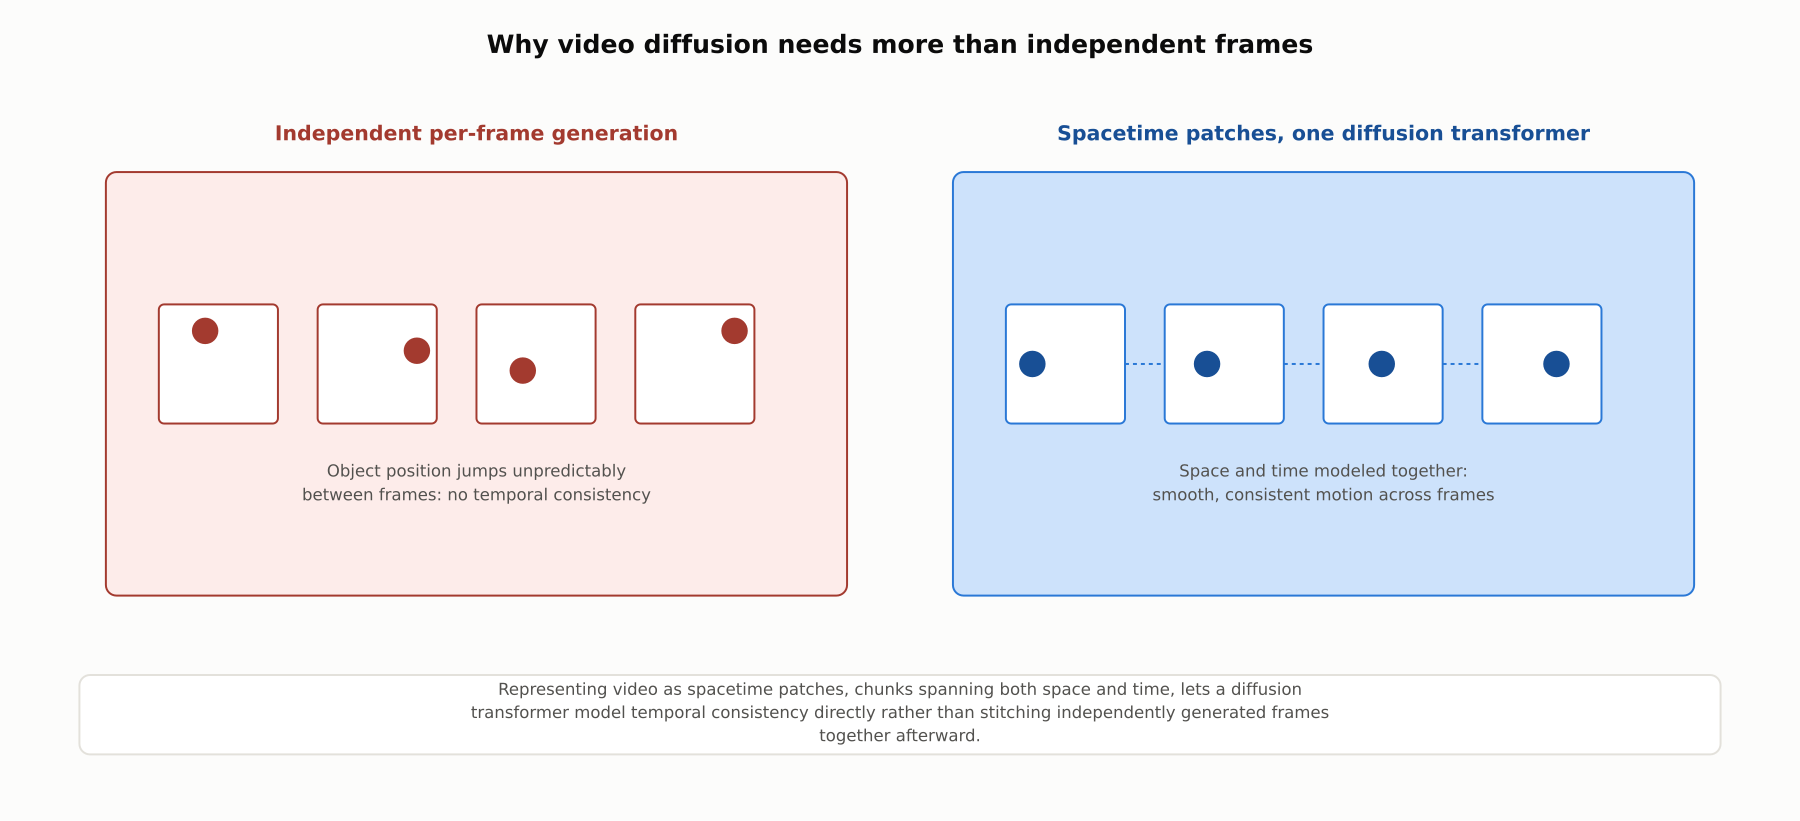 Why video diffusion needs more than independent frames
Independent per-frame generation
Object position jumps unpredictably
between frames: no temporal consistency
Spacetime patches, one diffusion transformer
Space and time modeled together:
smooth, consistent motion across frames
Representing video as spacetime patches, chunks spanning both space and time, lets a diffusion
transformer model temporal consistency directly rather than stitching independently generated frames
together afterward.